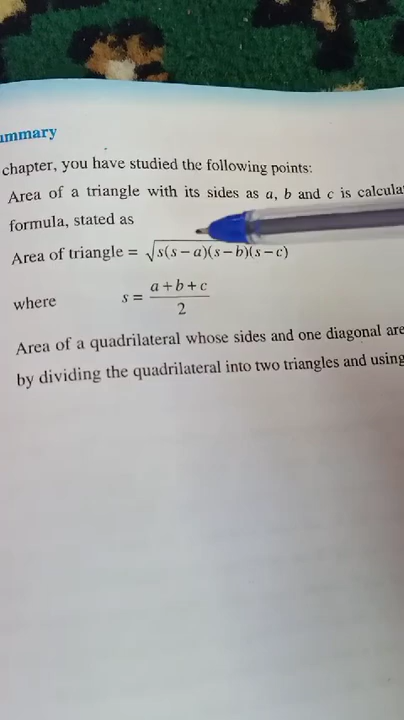 ummary
chapter, you have studied the following points:
Area of a triangle with its sides as a, b and c is calcula
formula, stated as
Area of triangle = √s(s − a)(s − b)(s − c)
where s = a + b + c / 2
Area of a quadrilateral whose sides and one diagonal are
by dividing the quadrilateral into two triangles and using